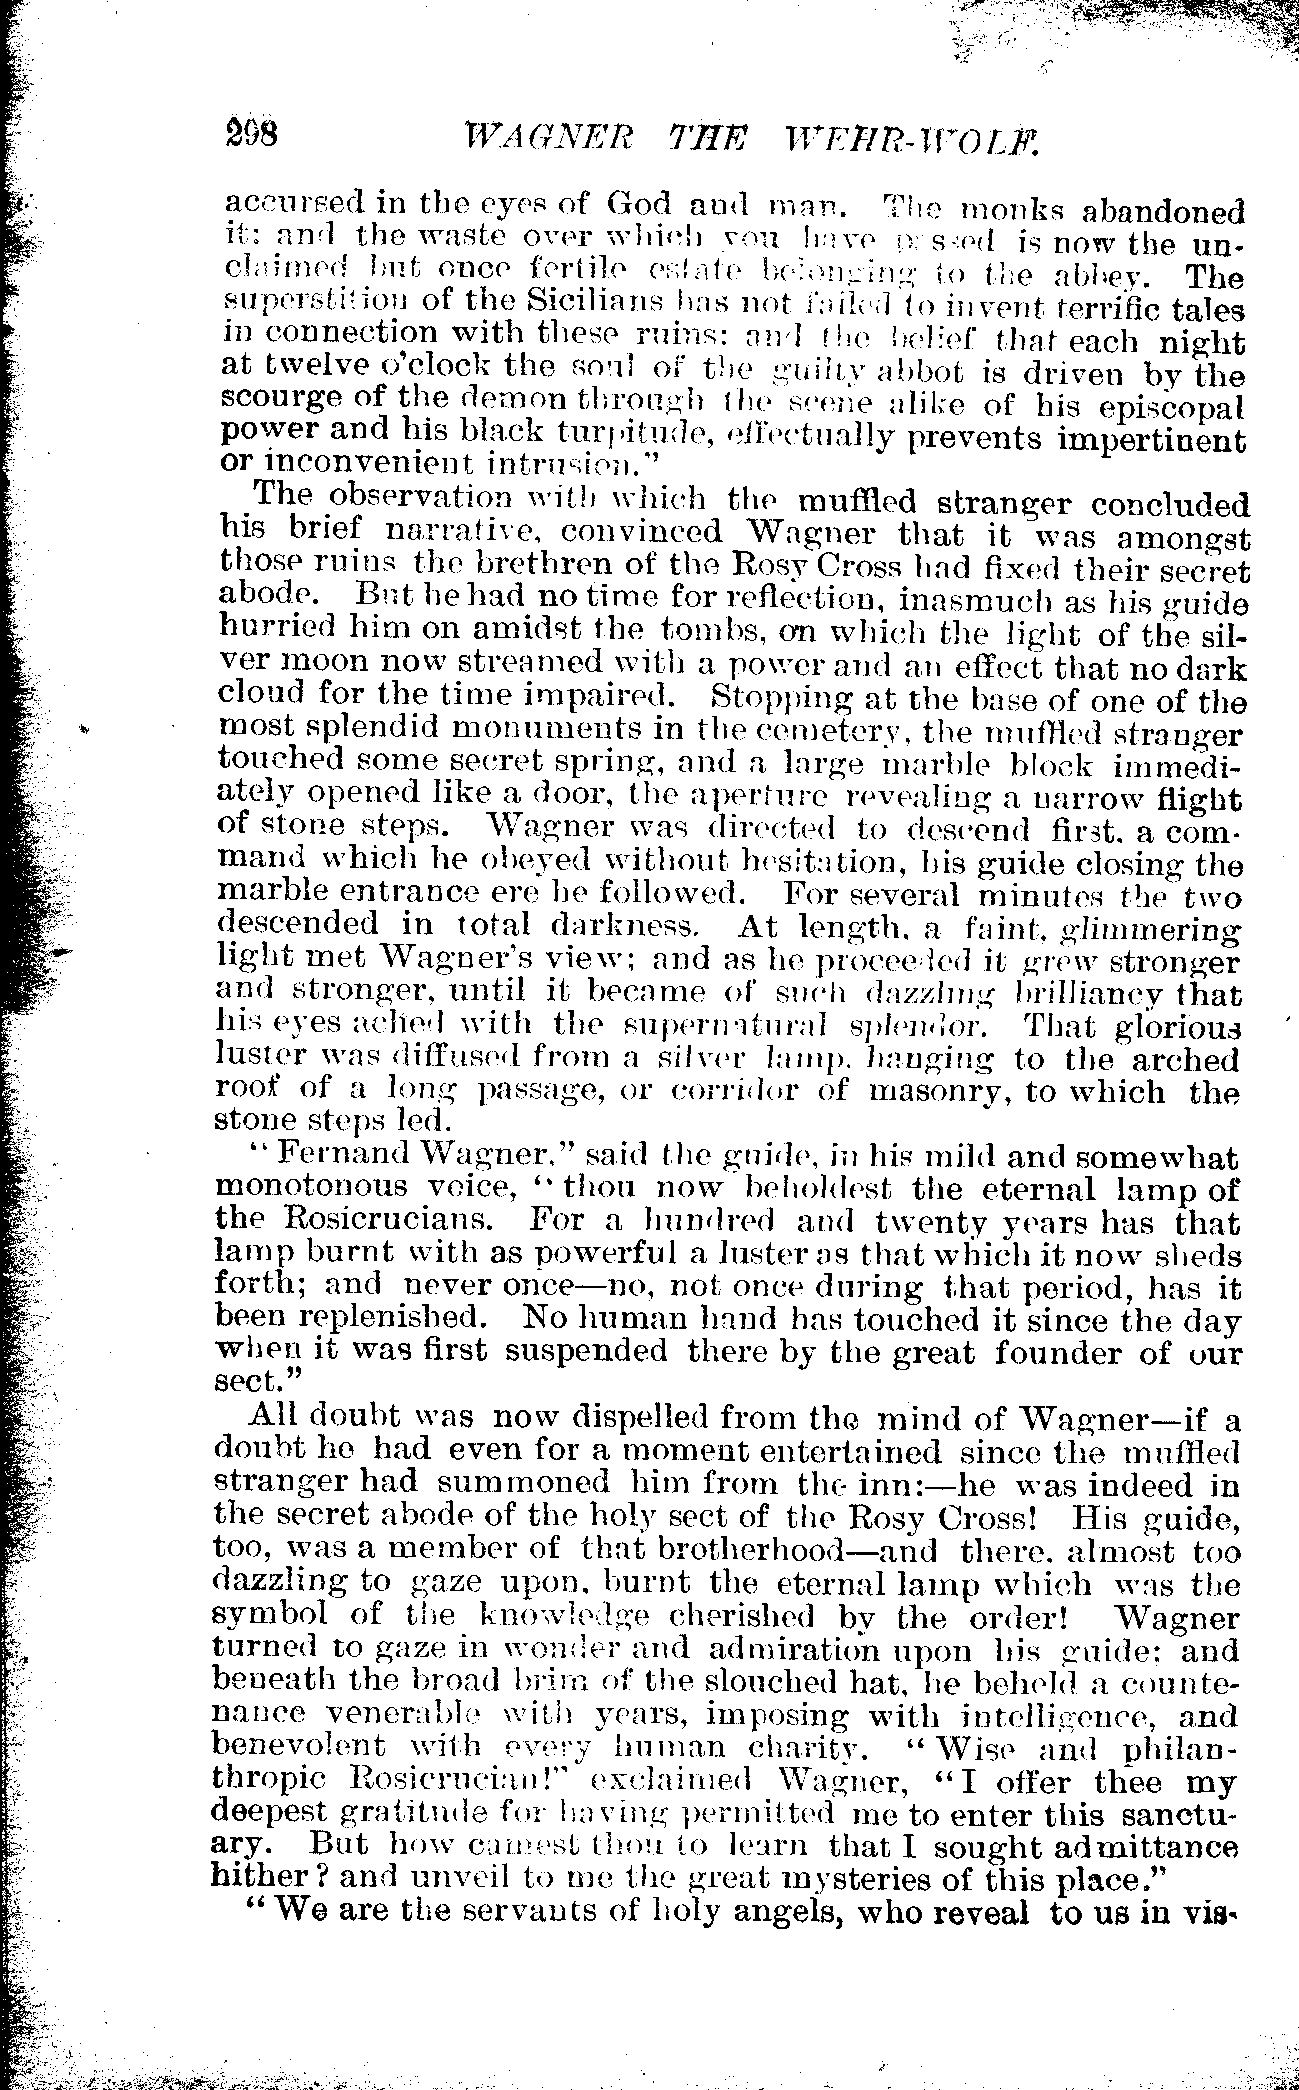 298 WAGNER THE WEHR-WOLF.
accursed in the eyes of God and man. The monks abandoned
it: and the waste over which you have passed is now the un-
claimed but once fertile estate belonging to the abbey. The
superstition of the Sicilians has not failed to invent terrific tales
in connection with these ruins: and the belief that each night
at twelve o'clock the soul of the guilty abbot is driven by the
scourge of the demon through the scene alike of his episcopal
power and his black turpitude, effectually prevents impertinent
or inconvenient intrusion."
The observation with which the muffled stranger concluded
his brief narrative, convinced Wagner that it was amongst
those ruins the brethren of the Rosy Cross had fixed their secret
abode. But he had no time for reflection, inasmuch as his guide
hurried him on amidst the tombs, on which the light of the sil-
ver moon now streamed with a power and an effect that no dark
cloud for the time impaired. Stopping at the base of one of the
most splendid monuments in the cemetery, the muffled stranger
touched some secret spring, and a large marble block immedi-
ately opened like a door, the aperture revealing a narrow flight
of stone steps. Wagner was directed to descend first, a com-
mand which he obeyed without hesitation, his guide closing the
marble entrance ere he followed. For several minutes the two
descended in total darkness. At length, a faint, glimmering
light met Wagner's view; and as he proceeded it grew stronger
and stronger, until it became of such dazzling brilliancy that
his eyes ached with the supernatural splendor. That glorious
luster was diffused from a silver lamp, hanging to the arched
roof of a long passage, or corridor of masonry, to which the
stone steps led.
"Fernand Wagner," said the guide, in his mild and somewhat
monotonous voice, "thou now beholdest the eternal lamp of
the Rosicrucians. For a hundred and twenty years has that
lamp burnt with as powerful a luster as that which it now sheds
forth; and never once—no, not once during that period, has it
been replenished. No human hand has touched it since the day
when it was first suspended there by the great founder of our
sect."
All doubt was now dispelled from the mind of Wagner—if a
doubt he had even for a moment entertained since the muffled
stranger had summoned him from the inn:—he was indeed in
the secret abode of the holy sect of the Rosy Cross! His guide,
too, was a member of that brotherhood—and there, almost too
dazzling to gaze upon, burnt the eternal lamp which was the
symbol of the knowledge cherished by the order! Wagner
turned to gaze in wonder and admiration upon his guide: and
beneath the broad brim of the slouched hat, he beheld a counte-
nance venerable with years, imposing with intelligence, and
benevolent with every human charity. "Wise and philan-
thropic Rosicrucian!" exclaimed Wagner, "I offer thee my
deepest gratitude for having permitted me to enter this sanctu-
ary. But how camest thou to learn that I sought admittance
hither? and unveil to me the great mysteries of this place."
"We are the servants of holy angels, who reveal to us in vis-